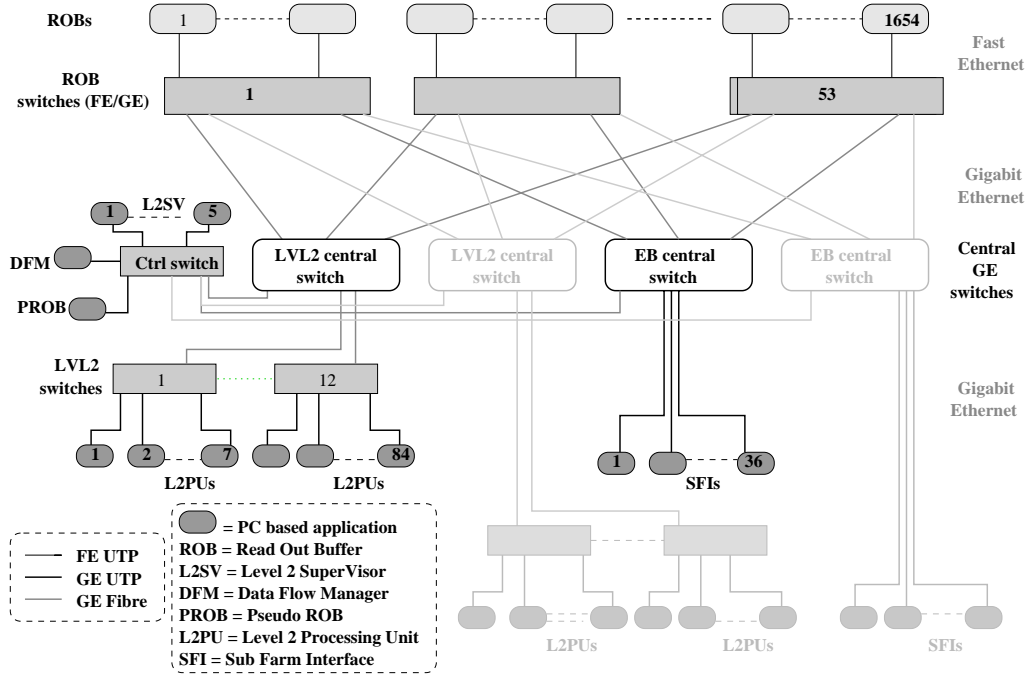 ROBs
1
1654
Fast
Ethernet
ROB
switches (FE/GE)
1
53
Gigabit
Ethernet
L2SV
1
5
DFM
Ctrl switch
PROB
LVL2 central
switch
LVL2 central
switch
EB central
switch
EB central
switch
Central
GE
switches
LVL2
switches
1
12
Gigabit
Ethernet
1
2
7
84
L2PUs
L2PUs
1
36
SFIs
= PC based application
ROB = Read Out Buffer
L2SV = Level 2 SuperVisor
DFM = Data Flow Manager
PROB = Pseudo ROB
L2PU = Level 2 Processing Unit
SFI = Sub Farm Interface
FE UTP
GE UTP
GE Fibre
L2PUs
L2PUs
SFIs